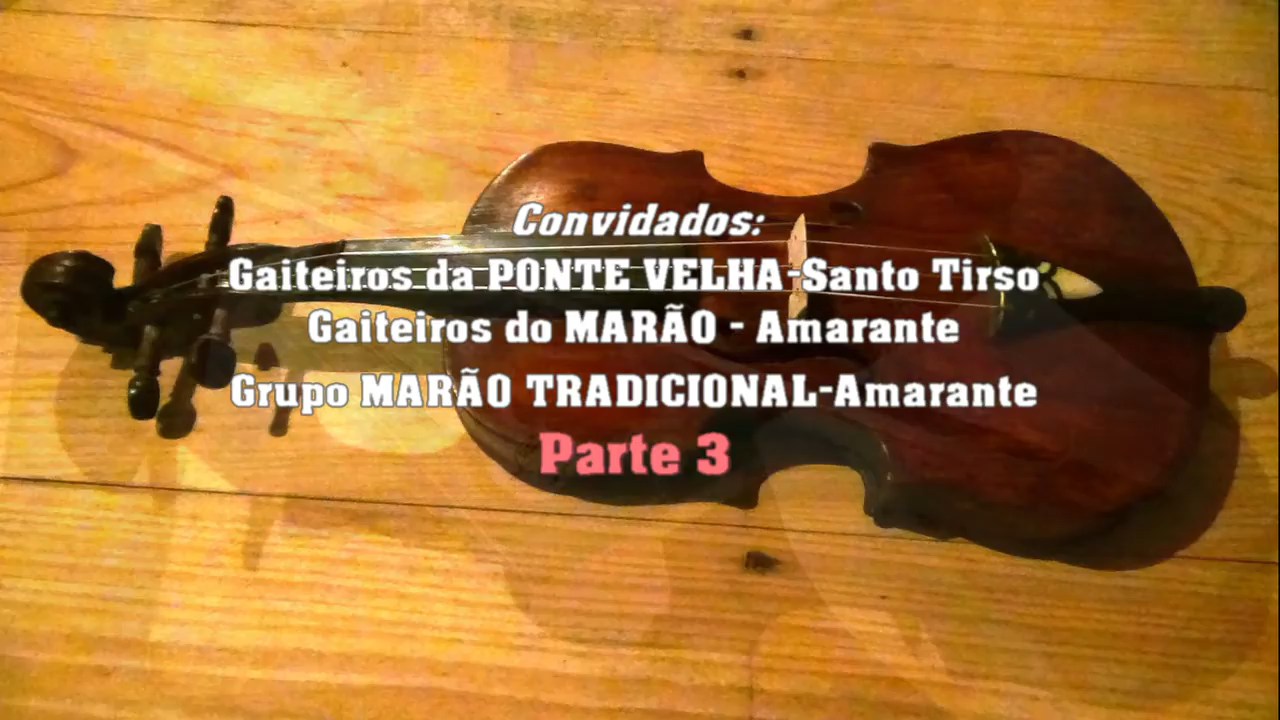 Convidados:
Gaiteiros da PONTE VELHA-Santo Tirso
Gaiteiros do MARÃO - Amarante
Grupo MARÃO TRADICIONAL-Amarante
Parte 3